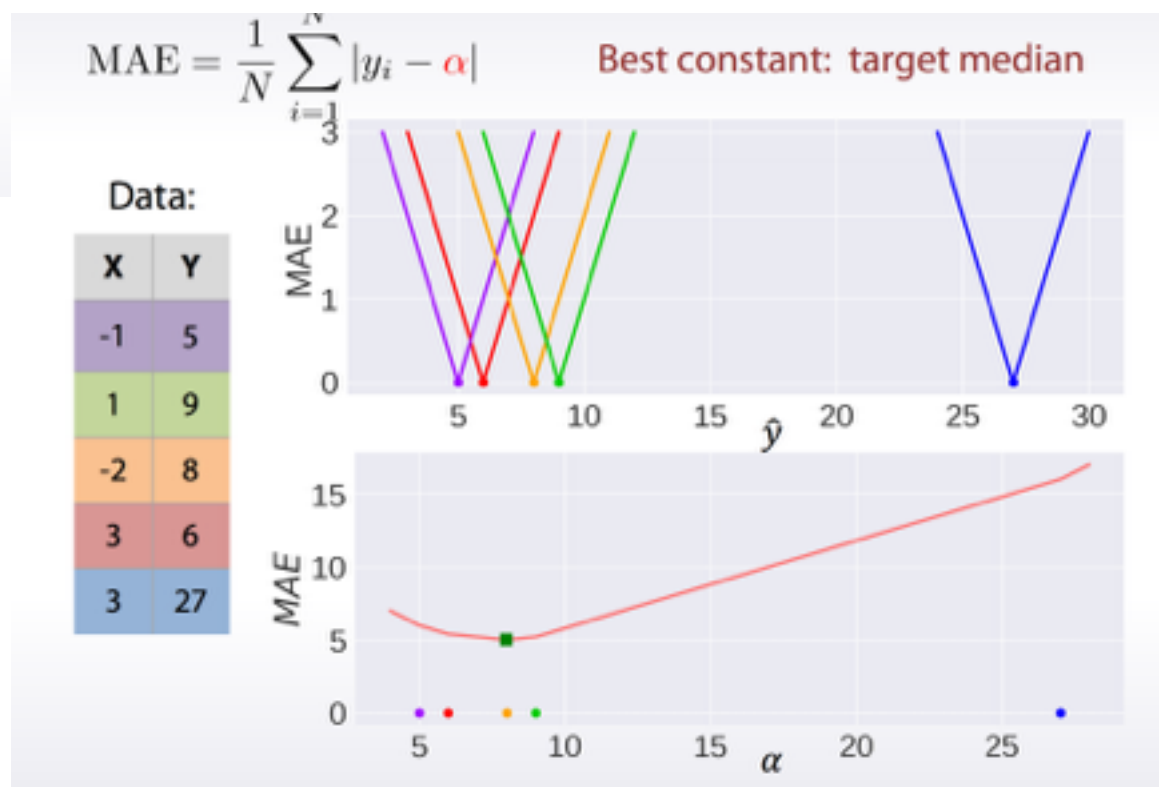 MAE = 1/N ∑ i=1 N |yi − α|
Best constant: target median
Data:
X Y
-1 5
1 9
-2 8
3 6
3 27
MAE
3
2
1
0
5 10 15 20 25 30
ŷ
MAE
15
10
5
0
5 10 15 20 25
α